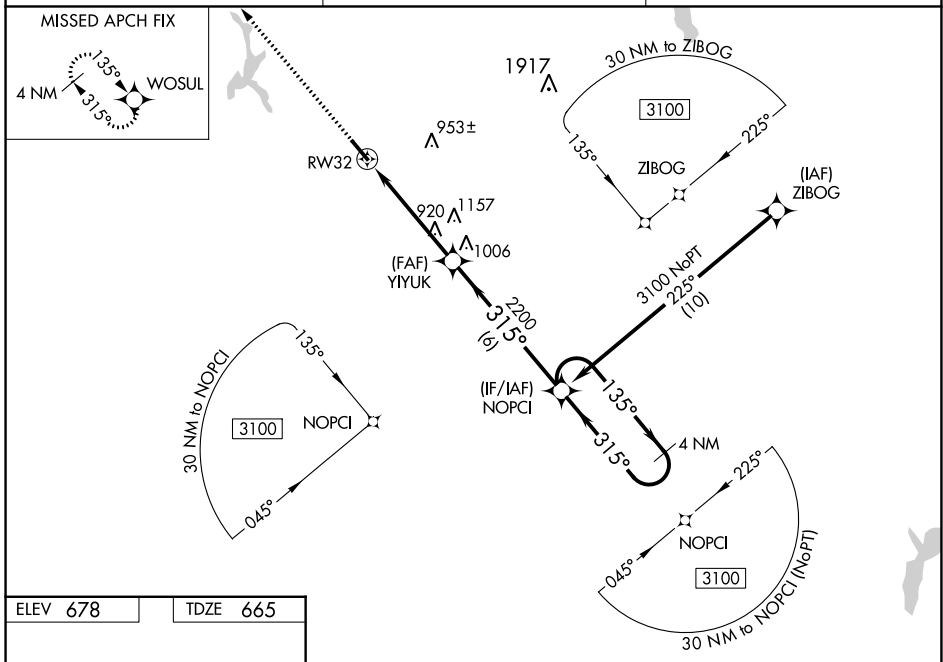 MISSED APCH FIX
135°
4 NM
WOSUL
315°
1917
30 NM to ZIBOG
3100
135°
225°
ZIBOG
953±
RW32
(IAF)
ZIBOG
920
1157
1006
(FAF)
YIYUK
3100 NoPT
225°
(10)
2200
315°
(6)
30 NM to NOPCI
135°
3100
NOPCI
045°
(IF/IAF)
NOPCI
135°
315°
4 NM
225°
NOPCI
045°
3100
30 NM to NOPCI (NoPT)
ELEV 678
TDZE 665